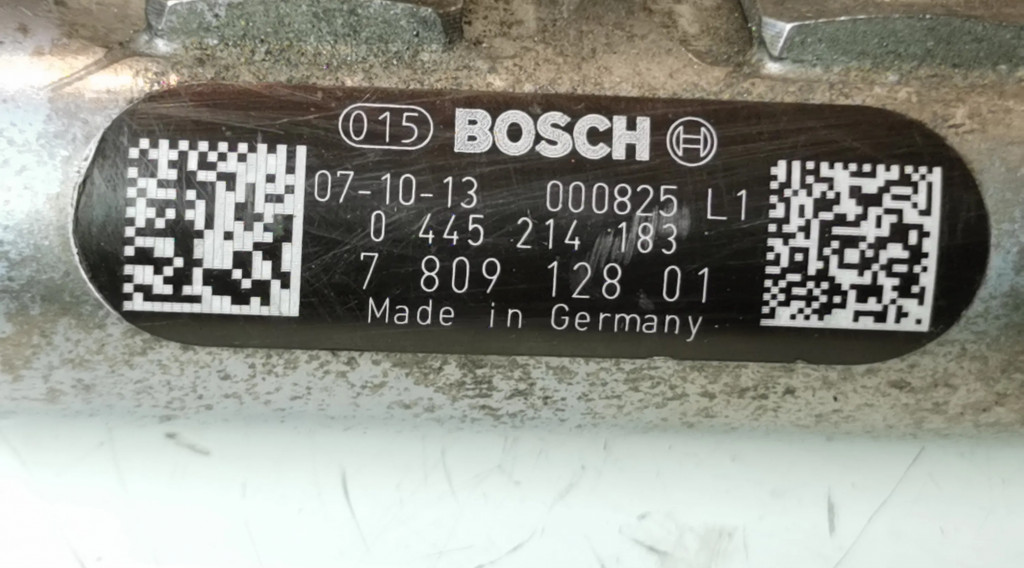 015 BOSCH
07-10-13 000825 L1
0 445 214 183
7 809 128 01
Made in Germany